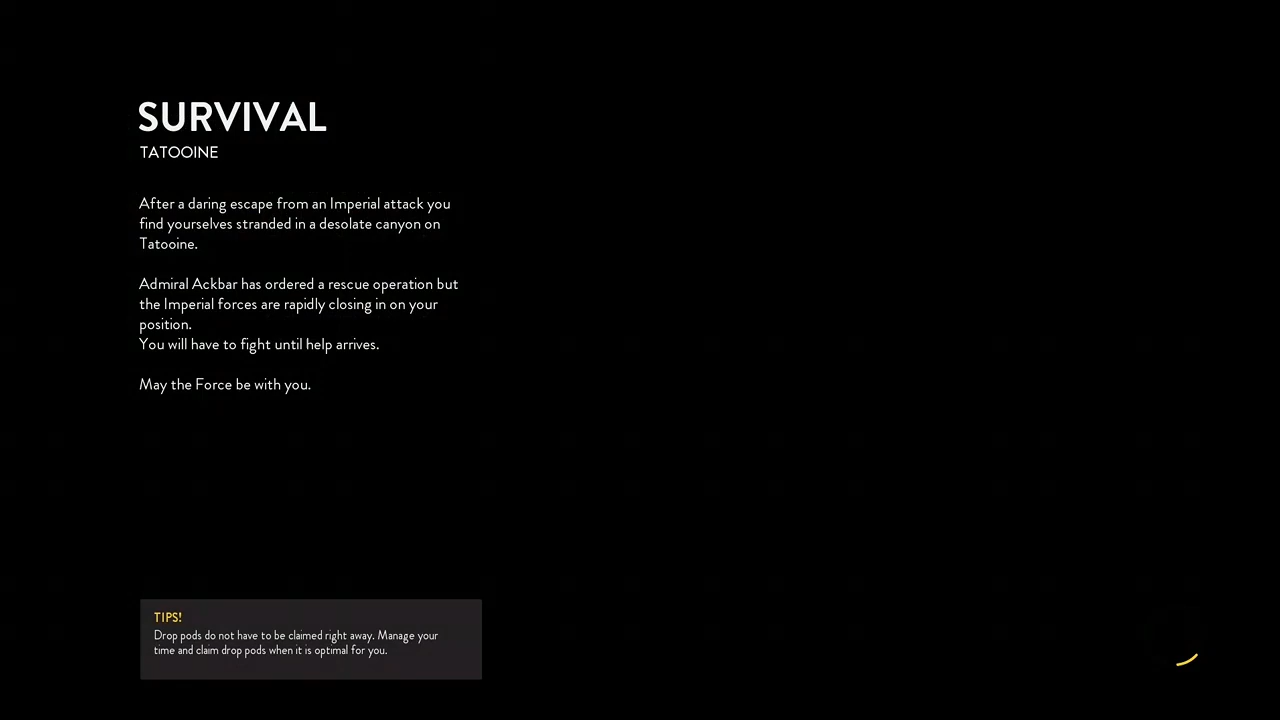 SURVIVAL
TATOOINE
After a daring escape from an Imperial attack you
find yourselves stranded in a desolate canyon on
Tatooine.
Admiral Ackbar has ordered a rescue operation but
the Imperial forces are rapidly closing in on your
position.
You will have to fight until help arrives.
May the Force be with you.
TIPS!
Drop pods do not have to be claimed right away. Manage your
time and claim drop pods when it is optimal for you.